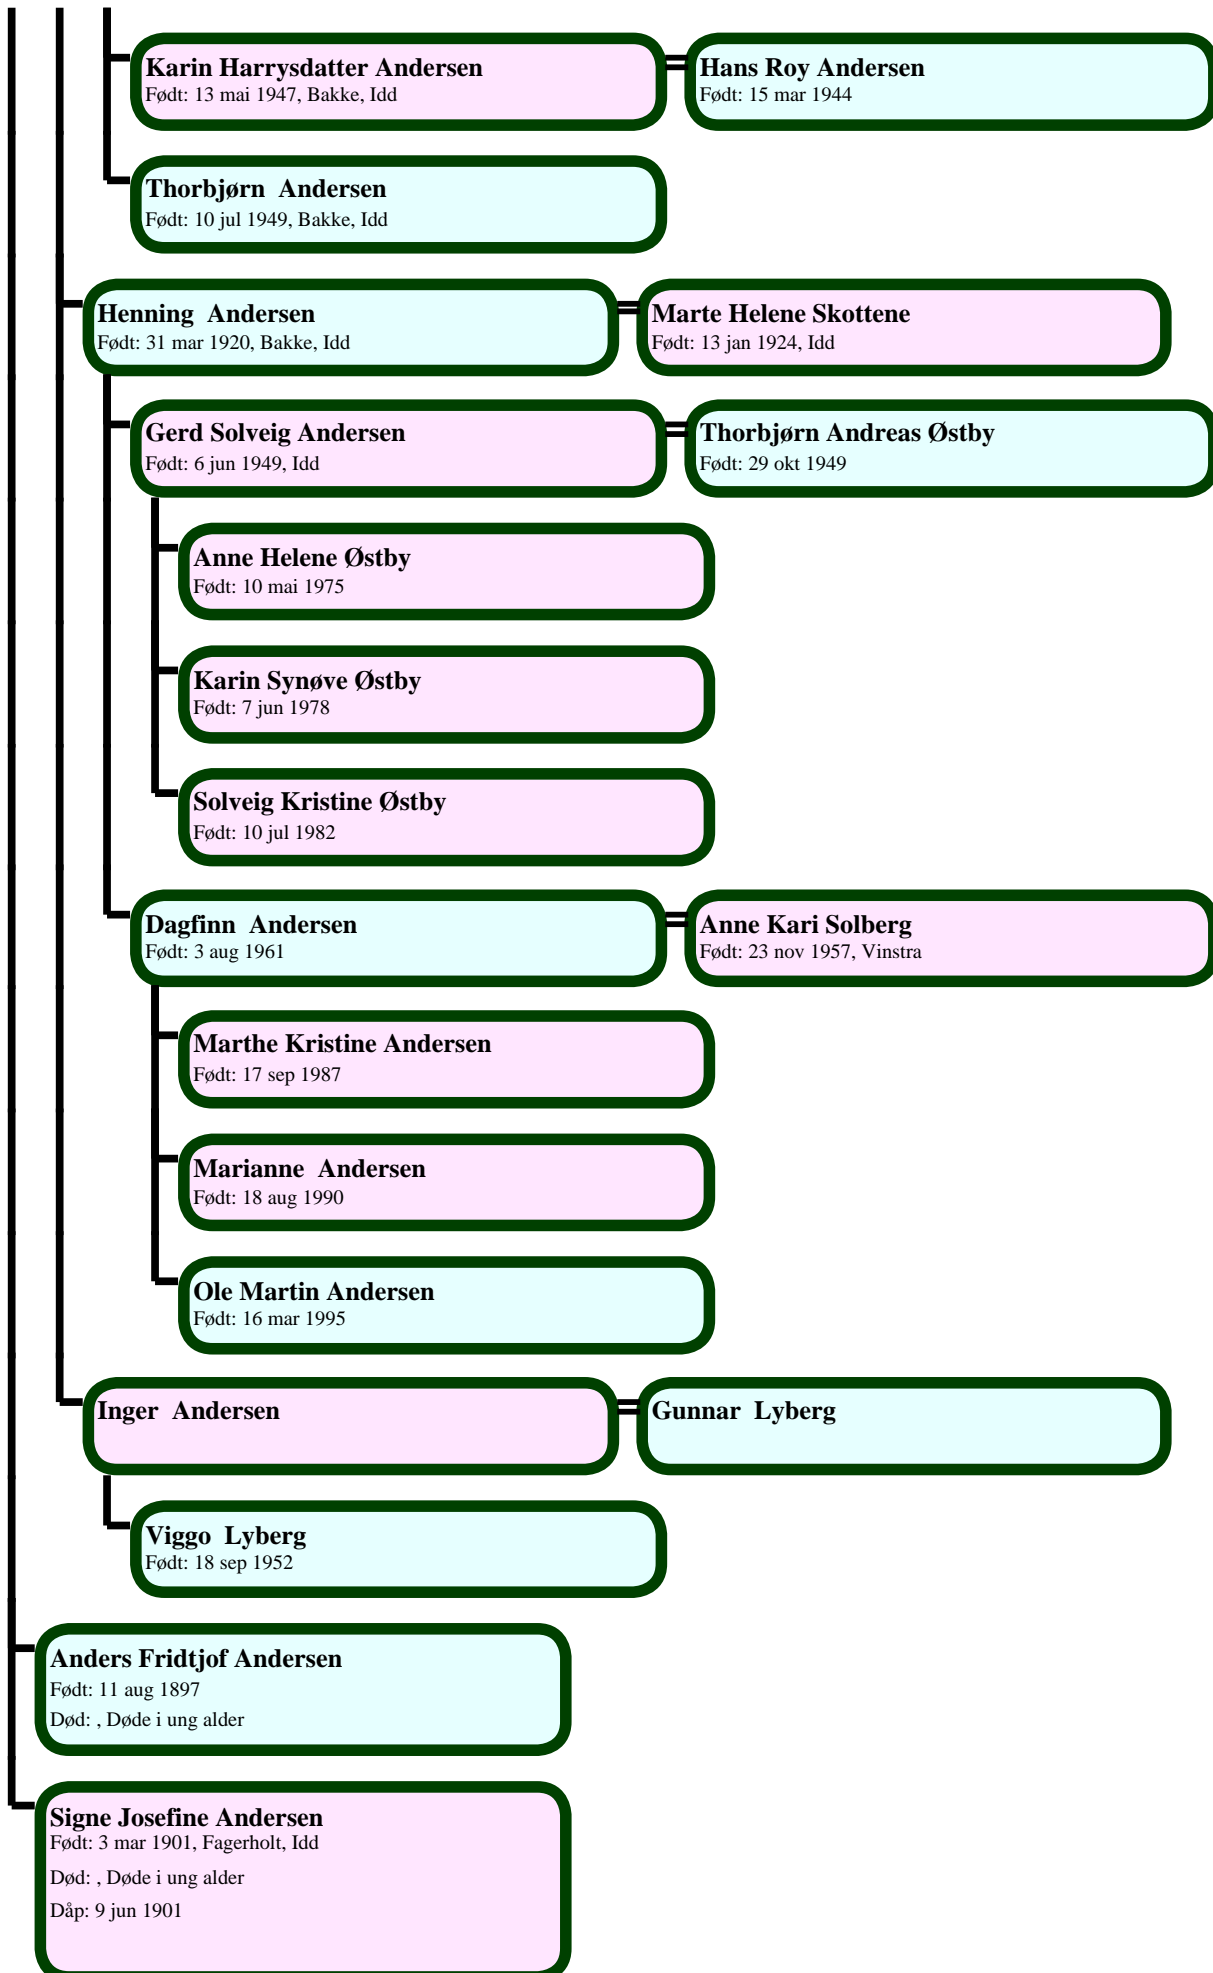 Karin Harrysdatter Andersen
Født: 13 mai 1947, Bakke, Idd
Hans Roy Andersen
Født: 15 mar 1944
Thorbjørn  Andersen
Født: 10 jul 1949, Bakke, Idd
Henning  Andersen
Født: 31 mar 1920, Bakke, Idd
Marte Helene Skottene
Født: 13 jan 1924, Idd
Gerd Solveig Andersen
Født: 6 jun 1949, Idd
Thorbjørn Andreas Østby
Født: 29 okt 1949
Anne Helene Østby
Født: 10 mai 1975
Karin Synøve Østby
Født: 7 jun 1978
Solveig Kristine Østby
Født: 10 jul 1982
Dagfinn  Andersen
Født: 3 aug 1961
Anne Kari Solberg
Født: 23 nov 1957, Vinstra
Marthe Kristine Andersen
Født: 17 sep 1987
Marianne  Andersen
Født: 18 aug 1990
Ole Martin Andersen
Født: 16 mar 1995
Inger  Andersen
Gunnar  Lyberg
Viggo  Lyberg
Født: 18 sep 1952
Anders Fridtjof Andersen
Født: 11 aug 1897
Død: , Døde i ung alder
Signe Josefine Andersen
Født: 3 mar 1901, Fagerholt, Idd
Død: , Døde i ung alder
Dåp: 9 jun 1901